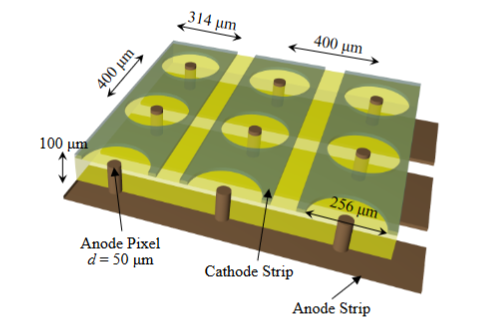 314 μm
400 μm
400 μm
100 μm
256 μm
Anode Pixel
d = 50 μm
Cathode Strip
Anode Strip